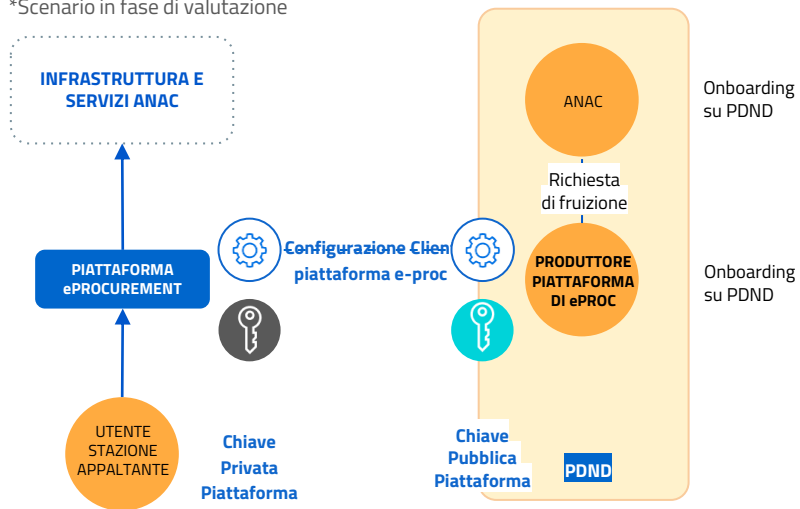 *Scenario in fase di valutazione
INFRASTRUTTURA E
SERVIZI ANAC
ANAC
Onboarding
su PDND
Richiesta
di fruizione
Configurazione Clien
piattaforma e-proc
PIATTAFORMA
ePROCUREMENT
PRODUTTORE
PIATTAFORMA
DI ePROC
Onboarding
su PDND
UTENTE
STAZIONE
APPALTANTE
Chiave
Privata
Piattaforma
Chiave
Pubblica
Piattaforma
PDND